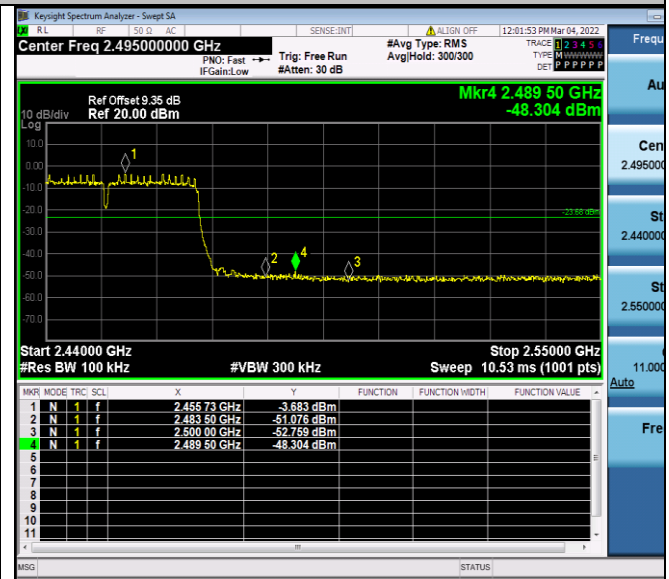 Keysight Spectrum Analyzer - Swept SA
RL RF 50 Ω AC SENSE:INT ALIGN OFF 12:01:53 PM Mar 04, 2022
Center Freq 2.495000000 GHz
PNO: Fast
IFGain:Low
Trig: Free Run
#Atten: 30 dB
#Avg Type: RMS
Avg|Hold: 300/300
TRACE 1 2 3 4 5 6
TYPE M WWWWW
DET P P P P P P
Frequ
Mkr4 2.489 50 GHz
-48.304 dBm
Ref Offset 9.35 dB
10 dB/div Ref 20.00 dBm
Log
10.0
0.00
-10.0
-20.0
-30.0
-40.0
-50.0
-60.0
-70.0
1
2
4
3
-23.68 dBm
Start 2.44000 GHz Stop 2.55000 GHz
#Res BW 100 kHz #VBW 300 kHz Sweep 10.53 ms (1001 pts)
MKR MODE TRC SCL X Y FUNCTION FUNCTION WIDTH FUNCTION VALUE
1 N 1 f 2.455 73 GHz -3.683 dBm
2 N 1 f 2.483 50 GHz -51.076 dBm
3 N 1 f 2.500 00 GHz -52.759 dBm
4 N 1 f 2.489 50 GHz -48.304 dBm
5
6
7
8
9
10
11
MSG STATUS
Au
Cen
2.495000
St
2.440000
St
2.550000
11.000
Auto
Fre